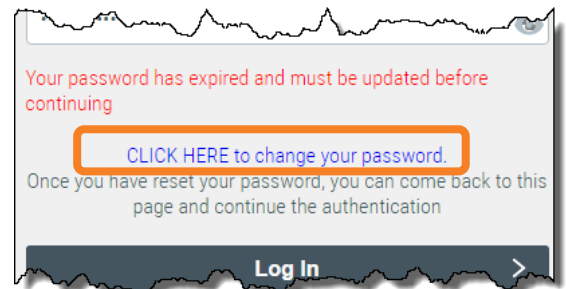 Your password has expired and must be updated before
continuing
CLICK HERE to change your password.
Once you have reset your password, you can come back to this
page and continue the authentication
Log In